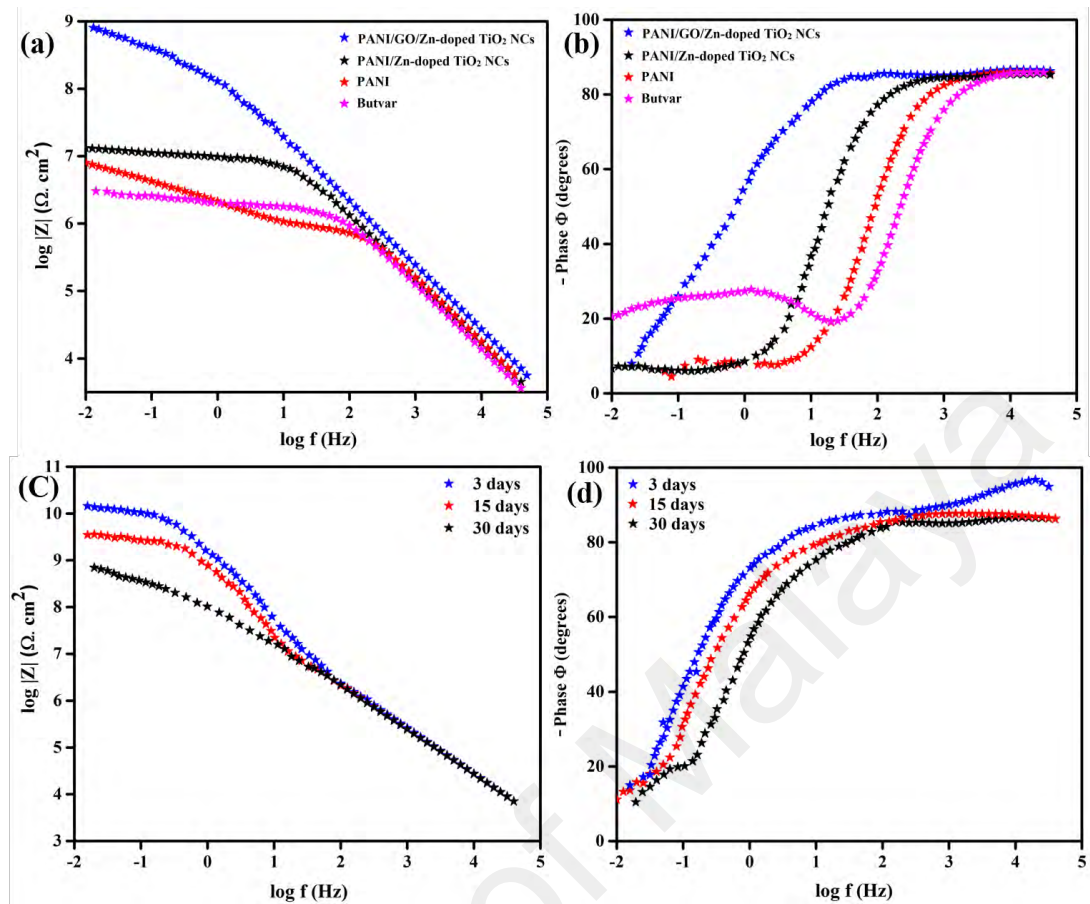 (a)
PANI/GO/Zn-doped TiO₂ NCs
PANI/Zn-doped TiO₂ NCs
PANI
Butvar
9
8
7
6
5
4
log |Z| (Ω. cm²)
-2 -1 0 1 2 3 4 5
log f (Hz)
(b)
PANI/GO/Zn-doped TiO₂ NCs
PANI/Zn-doped TiO₂ NCs
PANI
Butvar
100
80
60
40
20
0
- Phase Φ (degrees)
-2 -1 0 1 2 3 4 5
log f (Hz)
(C)
3 days
15 days
30 days
11
10
9
8
7
6
5
4
3
log |Z| (Ω. cm²)
-2 -1 0 1 2 3 4 5
log f (Hz)
(d)
3 days
15 days
30 days
100
80
60
40
20
0
-Phase Φ (degrees)
-2 -1 0 1 2 3 4 5
log f (Hz)
of Malaya